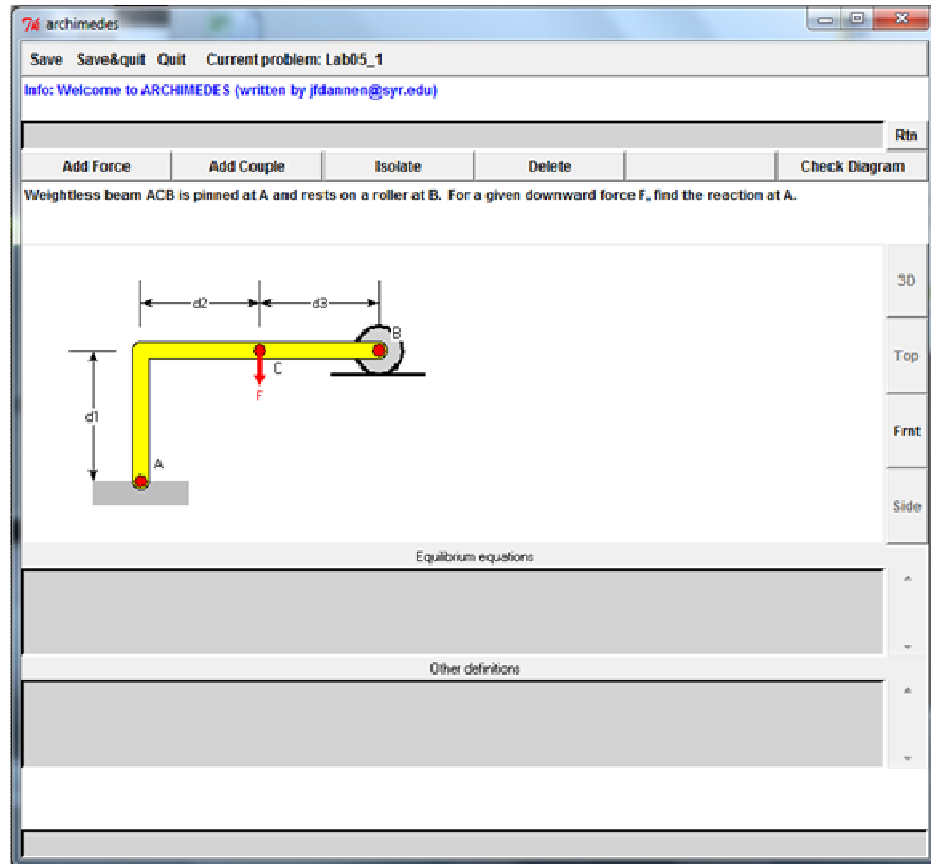 archimedes
Save Save&quit Quit Current problem: Lab05_1
Info: Welcome to ARCHIMEDES (written by jfdannen@syr.edu)
Rtn
Add Force Add Couple Isolate Delete Check Diagram
Weightless beam ACB is pinned at A and rests on a roller at B. For a given downward force F, find the reaction at A.
3D
d2 d3
B
Top
C
F
d1
Frnt
A
Side
Equilibrium equations
Other definitions